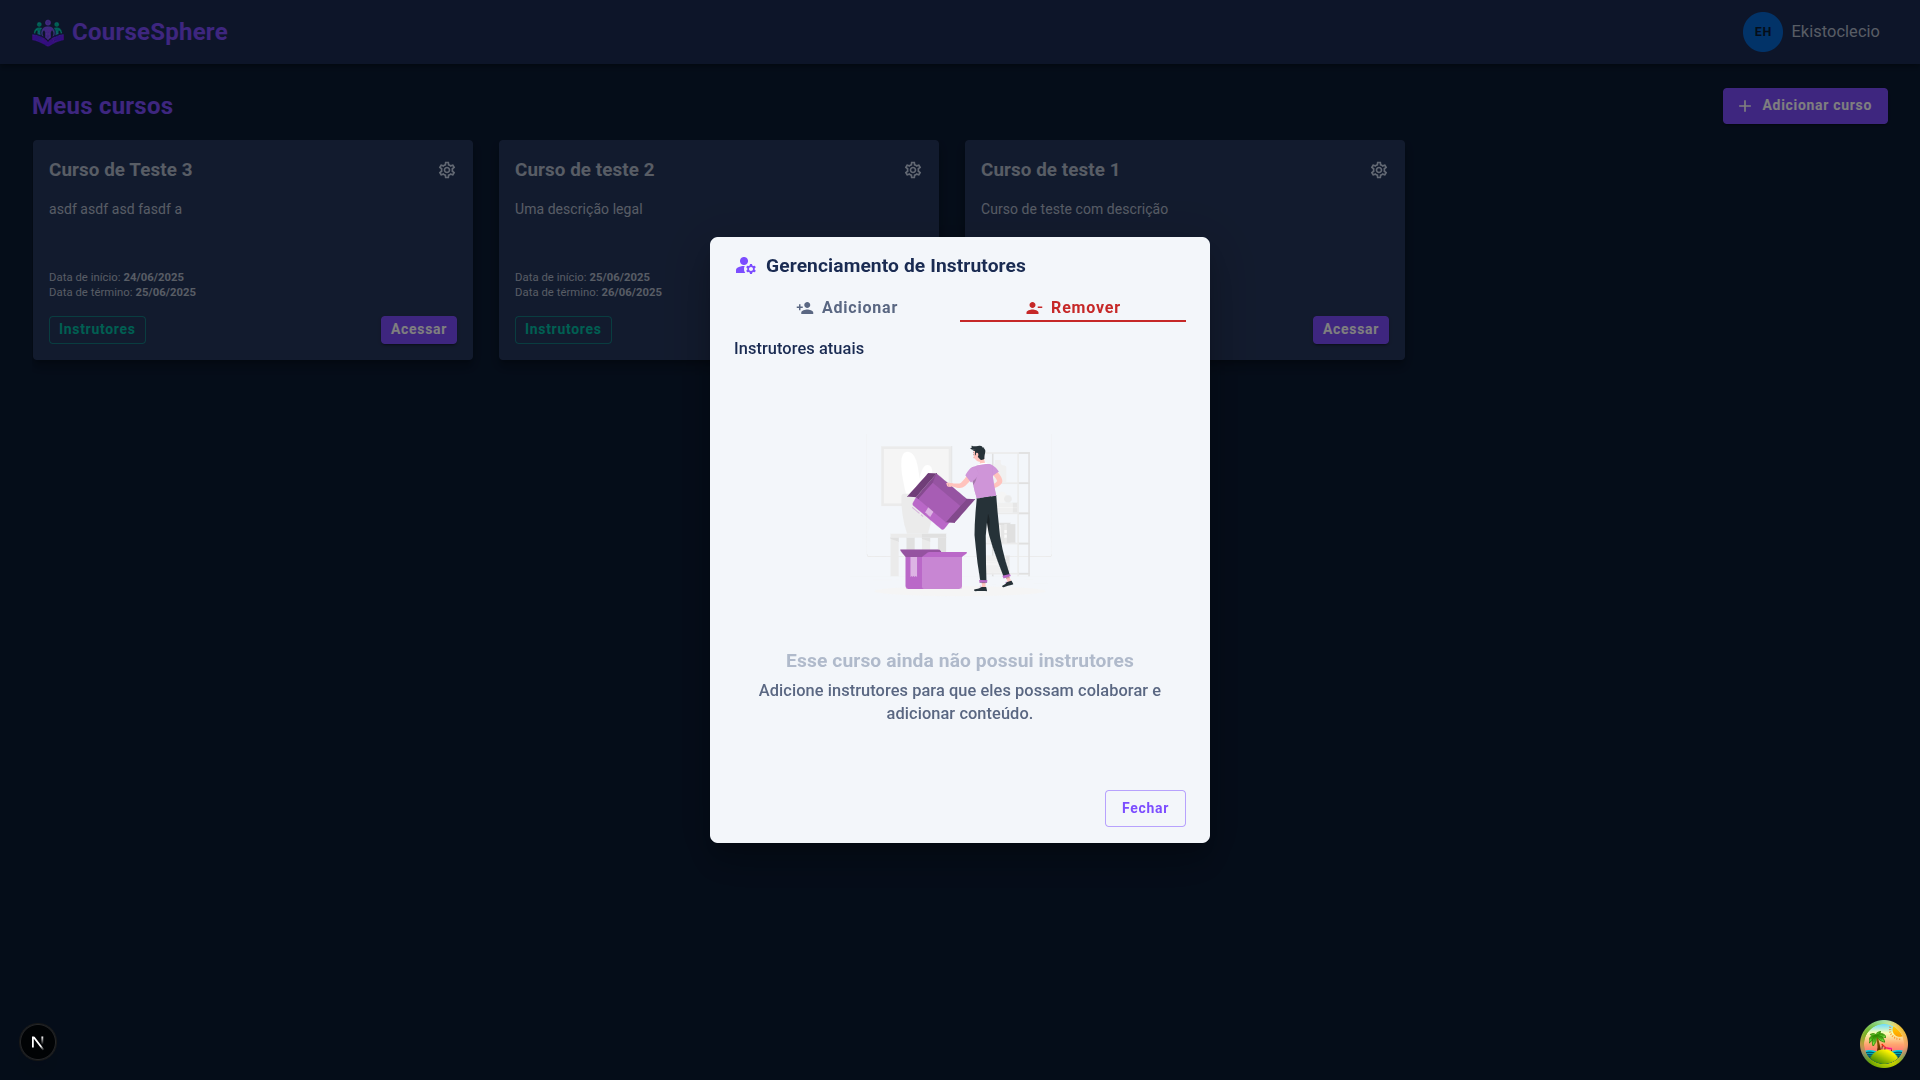 CourseSphere
EH Ekistoclecio
Meus cursos
Adicionar curso
Curso de Teste 3
asdf asdf asd fasdf a
Data de início: 24/06/2025
Data de término: 25/06/2025
Instrutores
Acessar
Curso de teste 2
Uma descrição legal
Data de início: 25/06/2025
Data de término: 26/06/2025
Instrutores
Curso de teste 1
Curso de teste com descrição
Acessar
Gerenciamento de Instrutores
Adicionar
Remover
Instrutores atuais
Esse curso ainda não possui instrutores
Adicione instrutores para que eles possam colaborar e
adicionar conteúdo.
Fechar
N